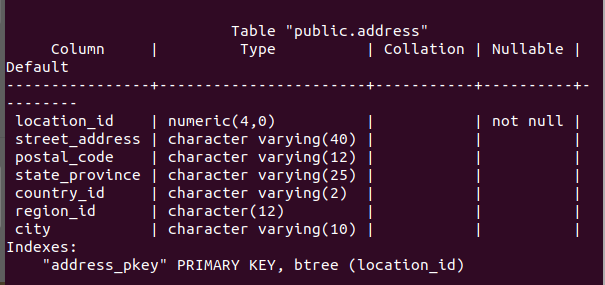 Table "public.address"
     Column     |         Type          | Collation | Nullable |
Default
----------------+-----------------------+-----------+----------+-
--------
 location_id    | numeric(4,0)          |           | not null |
 street_address | character varying(40) |           |          |
 postal_code    | character varying(12) |           |          |
 state_province | character varying(25) |           |          |
 country_id     | character varying(2)  |           |          |
 region_id      | character(12)         |           |          |
 city           | character varying(10) |           |          |
Indexes:
    "address_pkey" PRIMARY KEY, btree (location_id)